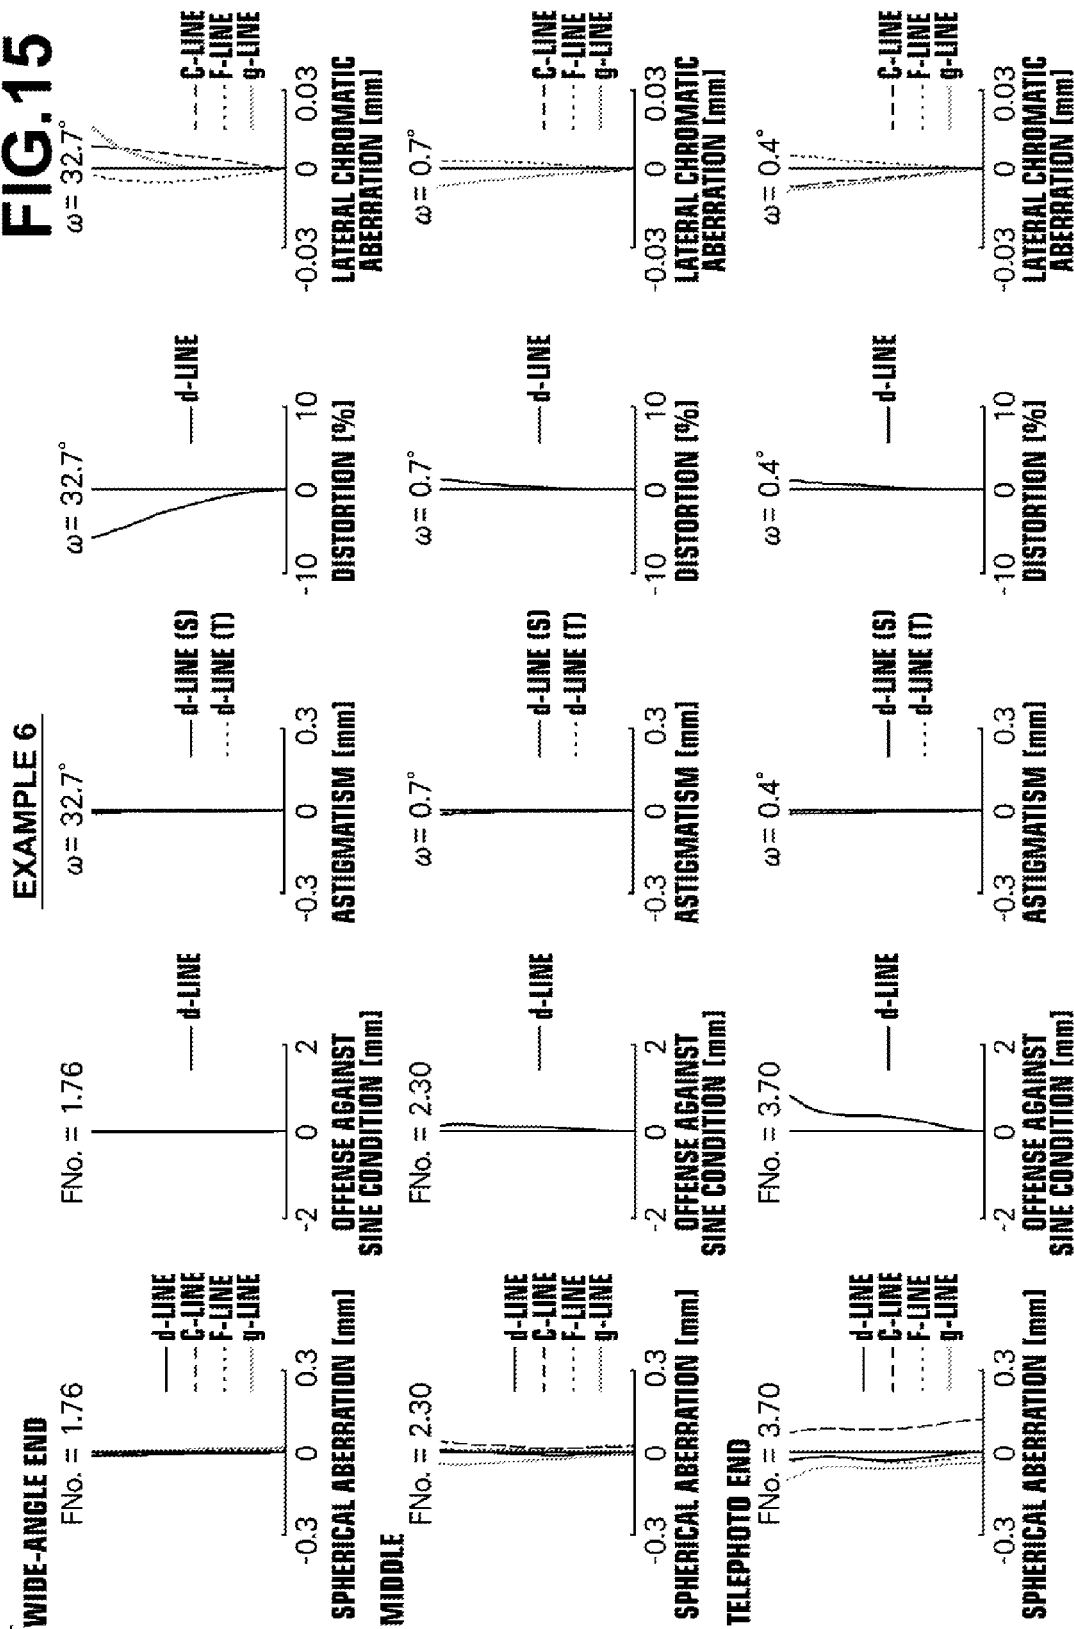 FIG.15
EXAMPLE 6
WIDE-ANGLE END
FNo. = 1.76
d-LINE
C-LINE
F-LINE
g-LINE
-0.3 0 0.3
SPHERICAL ABERRATION [mm]
FNo. = 1.76
d-LINE
-2 0 2
OFFENSE AGAINST
SINE CONDITION [mm]
ω= 32.7°
d-LINE (S)
d-LINE (T)
-0.3 0 0.3
ASTIGMATISM [mm]
ω= 32.7°
d-LINE
-10 0 10
DISTORTION [%]
ω= 32.7°
C-LINE
F-LINE
g-LINE
-0.03 0 0.03
LATERAL CHROMATIC
ABERRATION [mm]
MIDDLE
FNo. = 2.30
d-LINE
C-LINE
F-LINE
g-LINE
-0.3 0 0.3
SPHERICAL ABERRATION [mm]
FNo. = 2.30
d-LINE
-2 0 2
OFFENSE AGAINST
SINE CONDITION [mm]
ω= 0.7°
d-LINE (S)
d-LINE (T)
-0.3 0 0.3
ASTIGMATISM [mm]
ω= 0.7°
d-LINE
-10 0 10
DISTORTION [%]
ω= 0.7°
C-LINE
F-LINE
g-LINE
-0.03 0 0.03
LATERAL CHROMATIC
ABERRATION [mm]
TELEPHOTO END
FNo. = 3.70
d-LINE
C-LINE
F-LINE
g-LINE
-0.3 0 0.3
SPHERICAL ABERRATION [mm]
FNo. = 3.70
d-LINE
-2 0 2
OFFENSE AGAINST
SINE CONDITION [mm]
ω= 0.4°
d-LINE (S)
d-LINE (T)
-0.3 0 0.3
ASTIGMATISM [mm]
ω= 0.4°
d-LINE
-10 0 10
DISTORTION [%]
ω= 0.4°
C-LINE
F-LINE
g-LINE
-0.03 0 0.03
LATERAL CHROMATIC
ABERRATION [mm]